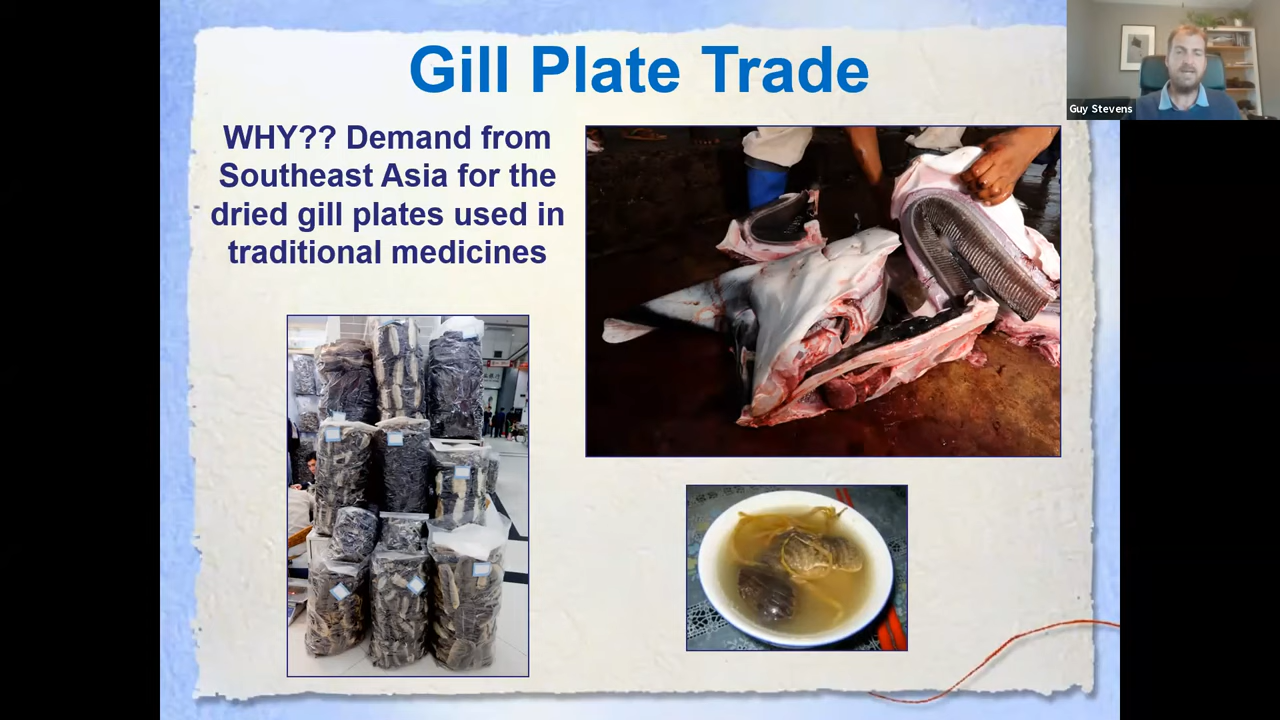 Gill Plate Trade
Guy Stevens
WHY?? Demand from
Southeast Asia for the
dried gill plates used in
traditional medicines